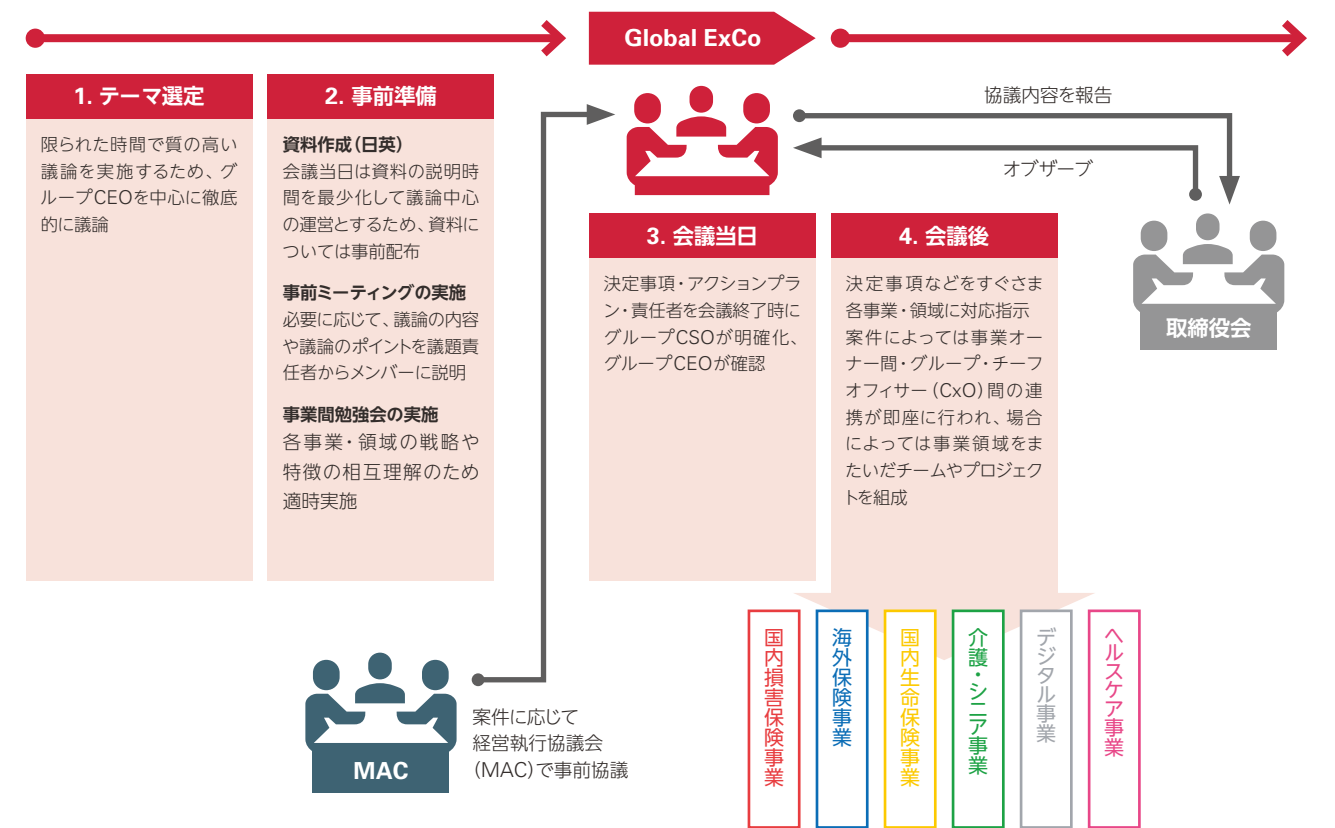 Global ExCo
1. テーマ選定
限られた時間で質の高い
議論を実施するため、グ
ループCEOを中心に徹底
的に議論
2. 事前準備
資料作成(日英)
会議当日は資料の説明時
間を最少化して議論中心
の運営とするため、資料に
ついては事前配布
事前ミーティングの実施
必要に応じて、議論の内容
や議論のポイントを議題責
任者からメンバーに説明
事業間勉強会の実施
各事業・領域の戦略や
特徴の相互理解のため
適時実施
協議内容を報告
オブザーブ
取締役会
3. 会議当日
決定事項・アクションプラ
ン・責任者を会議終了時に
グループCSOが明確化、
グループCEOが確認
4. 会議後
決定事項などをすぐさま
各事業・領域に対応指示
案件によっては事業オー
ナー間・グループ・チーフ
オフィサー(CxO)間の連
携が即座に行われ、場合
によっては事業領域をま
たいだチームやプロジェク
トを組成
MAC
案件に応じて
経営執行協議会
(MAC)で事前協議
国内損害保険事業
海外保険事業
国内生命保険事業
介護・シニア事業
デジタル事業
ヘルスケア事業